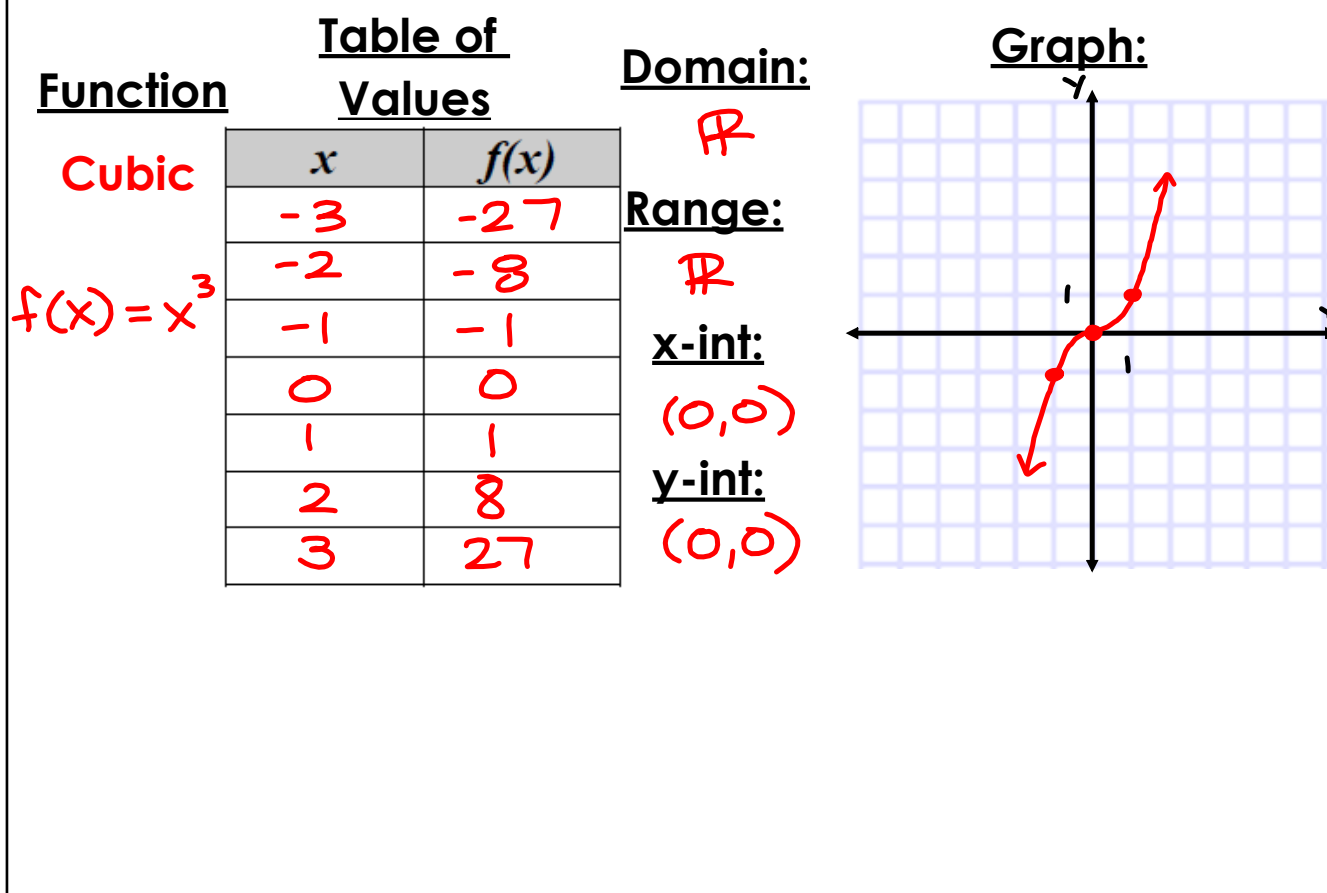 Function
Cubic
f(x) = x³
Table of
Values
x f(x)
-3 -27
-2 -8
-1 -1
0 0
1 1
2 8
3 27
Domain:
ℝ
Range:
ℝ
x-int:
(0,0)
y-int:
(0,0)
Graph:
y
1
1